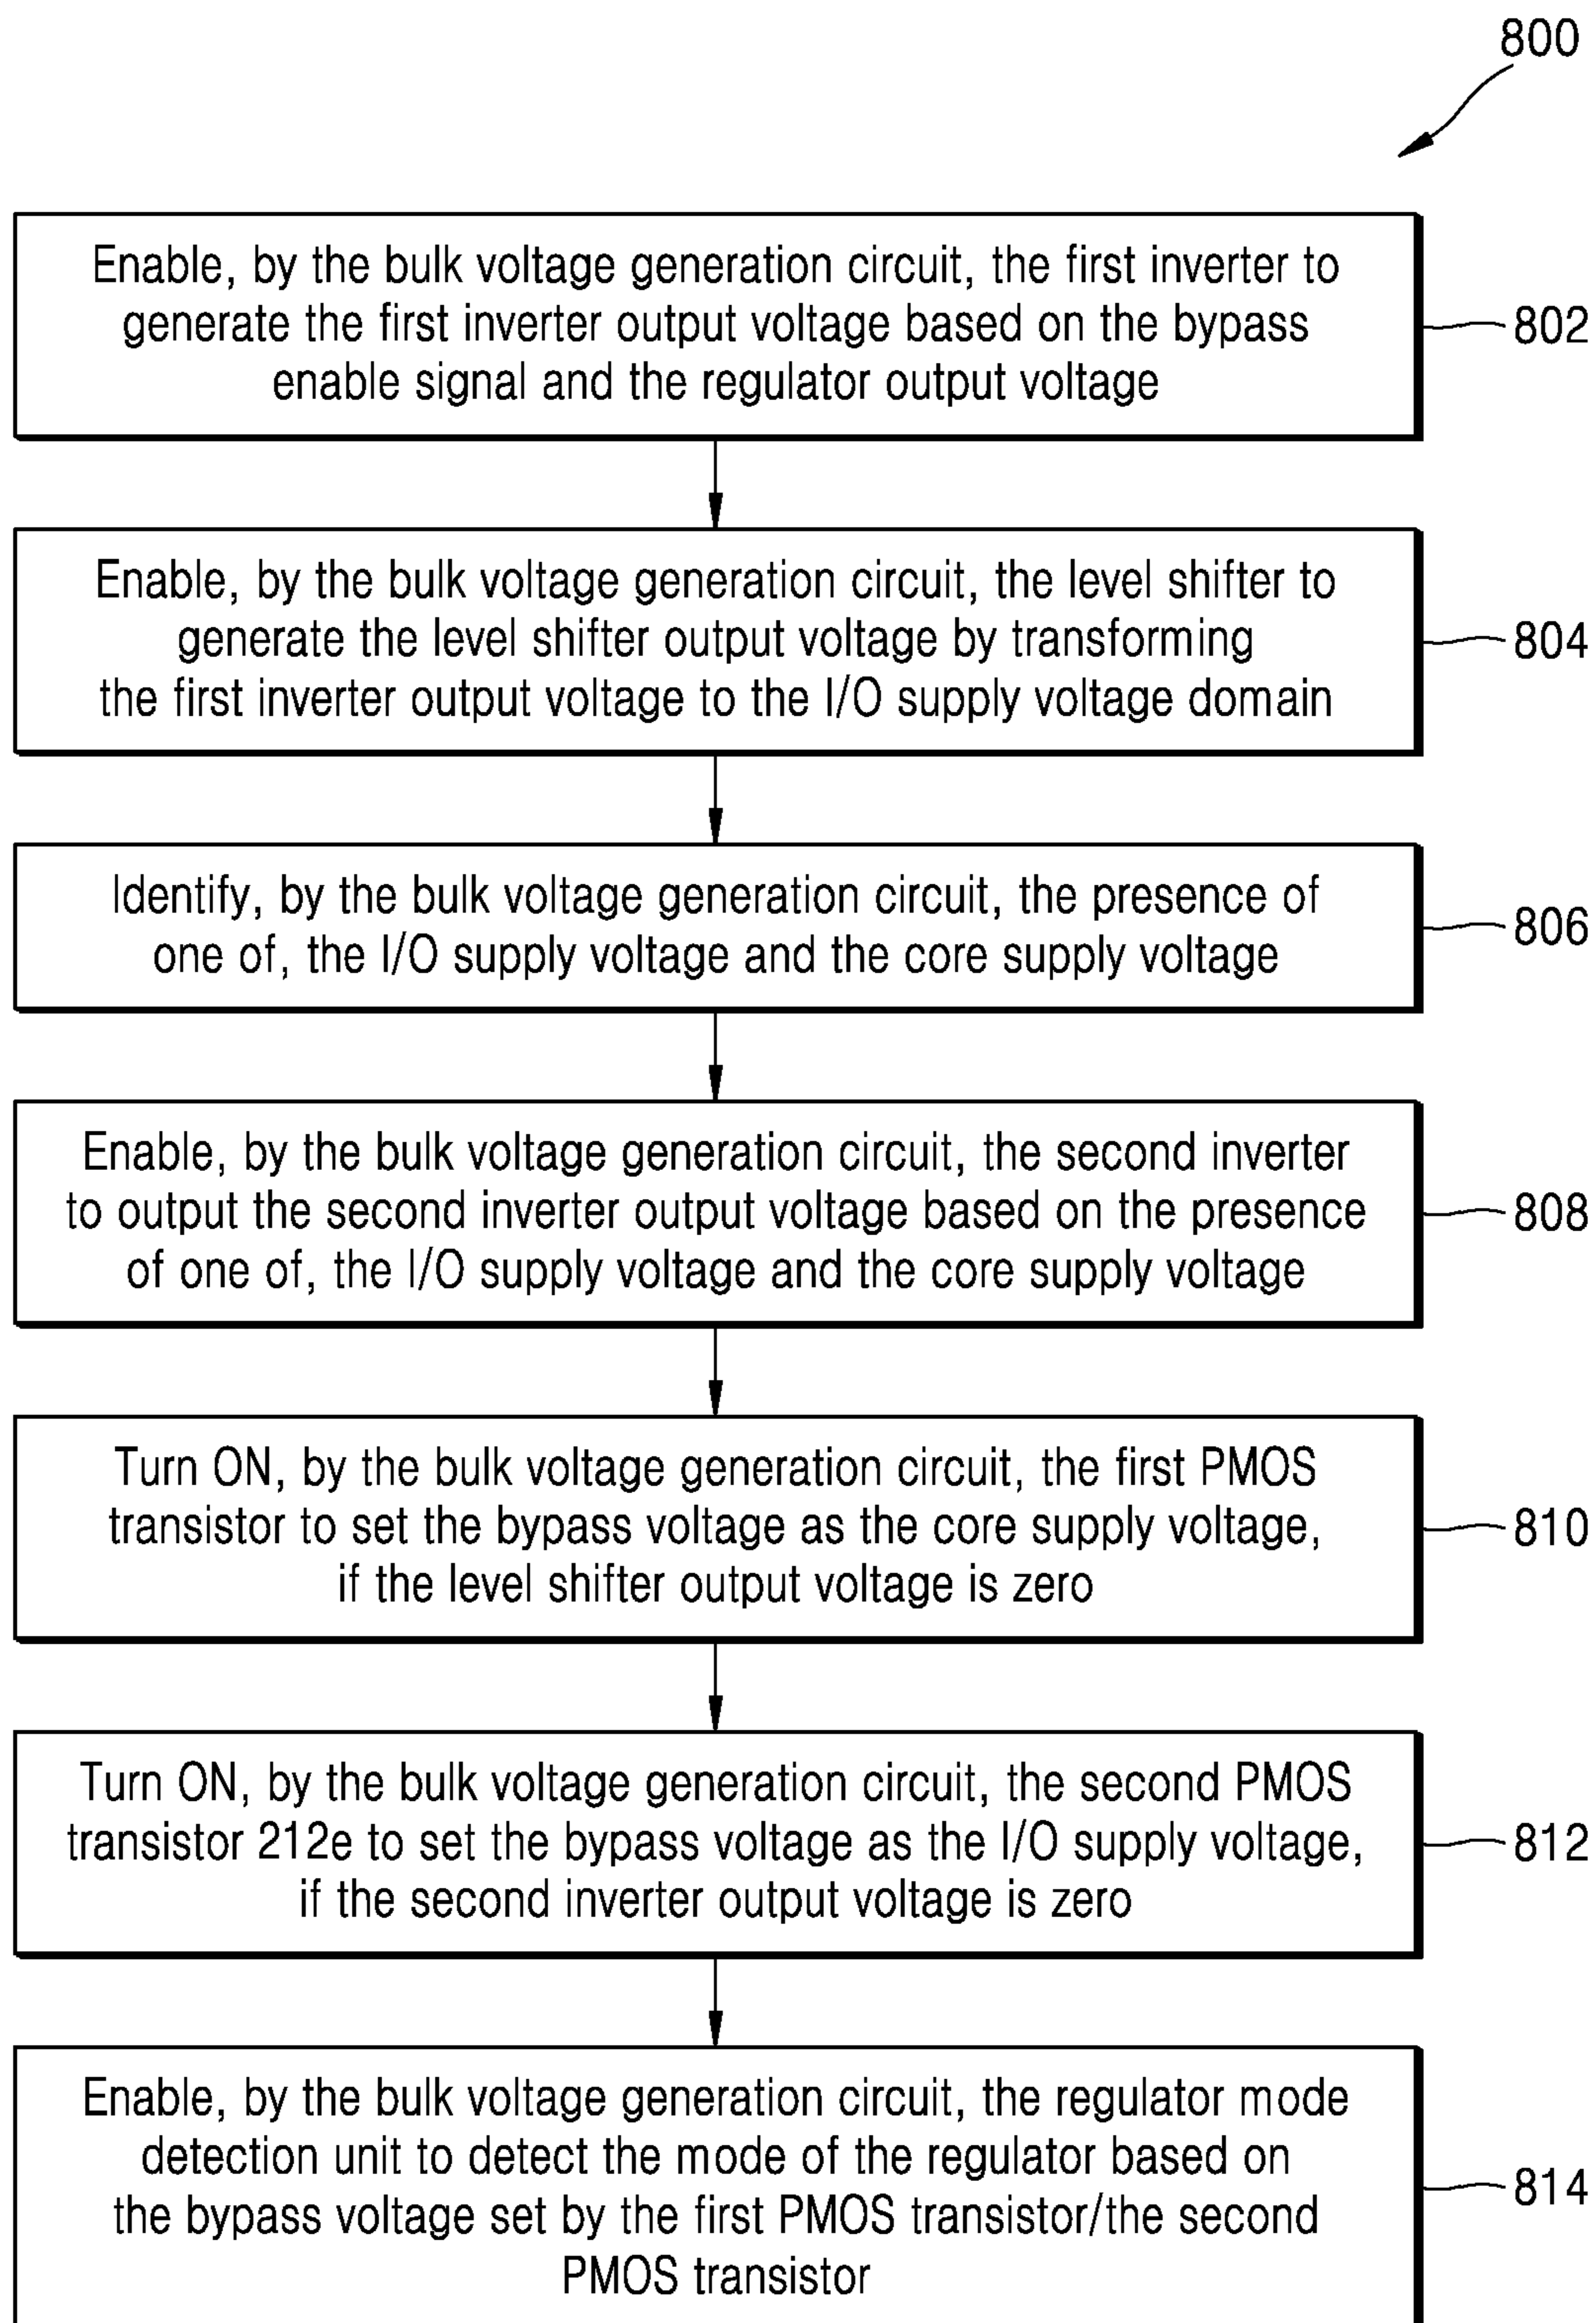 800
Enable, by the bulk voltage generation circuit, the first inverter to
generate the first inverter output voltage based on the bypass
enable signal and the regulator output voltage
802
Enable, by the bulk voltage generation circuit, the level shifter to
generate the level shifter output voltage by transforming
the first inverter output voltage to the I/O supply voltage domain
804
Identify, by the bulk voltage generation circuit, the presence of
one of, the I/O supply voltage and the core supply voltage
806
Enable, by the bulk voltage generation circuit, the second inverter
to output the second inverter output voltage based on the presence
of one of, the I/O supply voltage and the core supply voltage
808
Turn ON, by the bulk voltage generation circuit, the first PMOS
transistor to set the bypass voltage as the core supply voltage,
if the level shifter output voltage is zero
810
Turn ON, by the bulk voltage generation circuit, the second PMOS
transistor 212e to set the bypass voltage as the I/O supply voltage,
if the second inverter output voltage is zero
812
Enable, by the bulk voltage generation circuit, the regulator mode
detection unit to detect the mode of the regulator based on
the bypass voltage set by the first PMOS transistor/the second
PMOS transistor
814